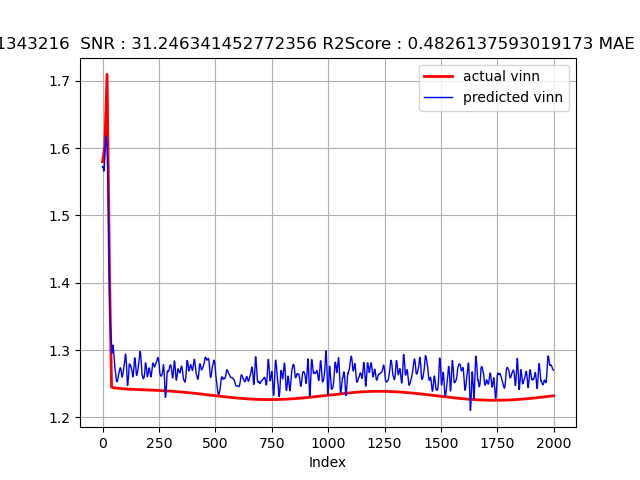 1343216 SNR : 31.246341452772356 R2Score : 0.4826137593019173 MAE
actual vinn
predicted vinn
1.7
1.6
1.5
1.4
1.3
1.2
0 250 500 750 1000 1250 1500 1750 2000
Index